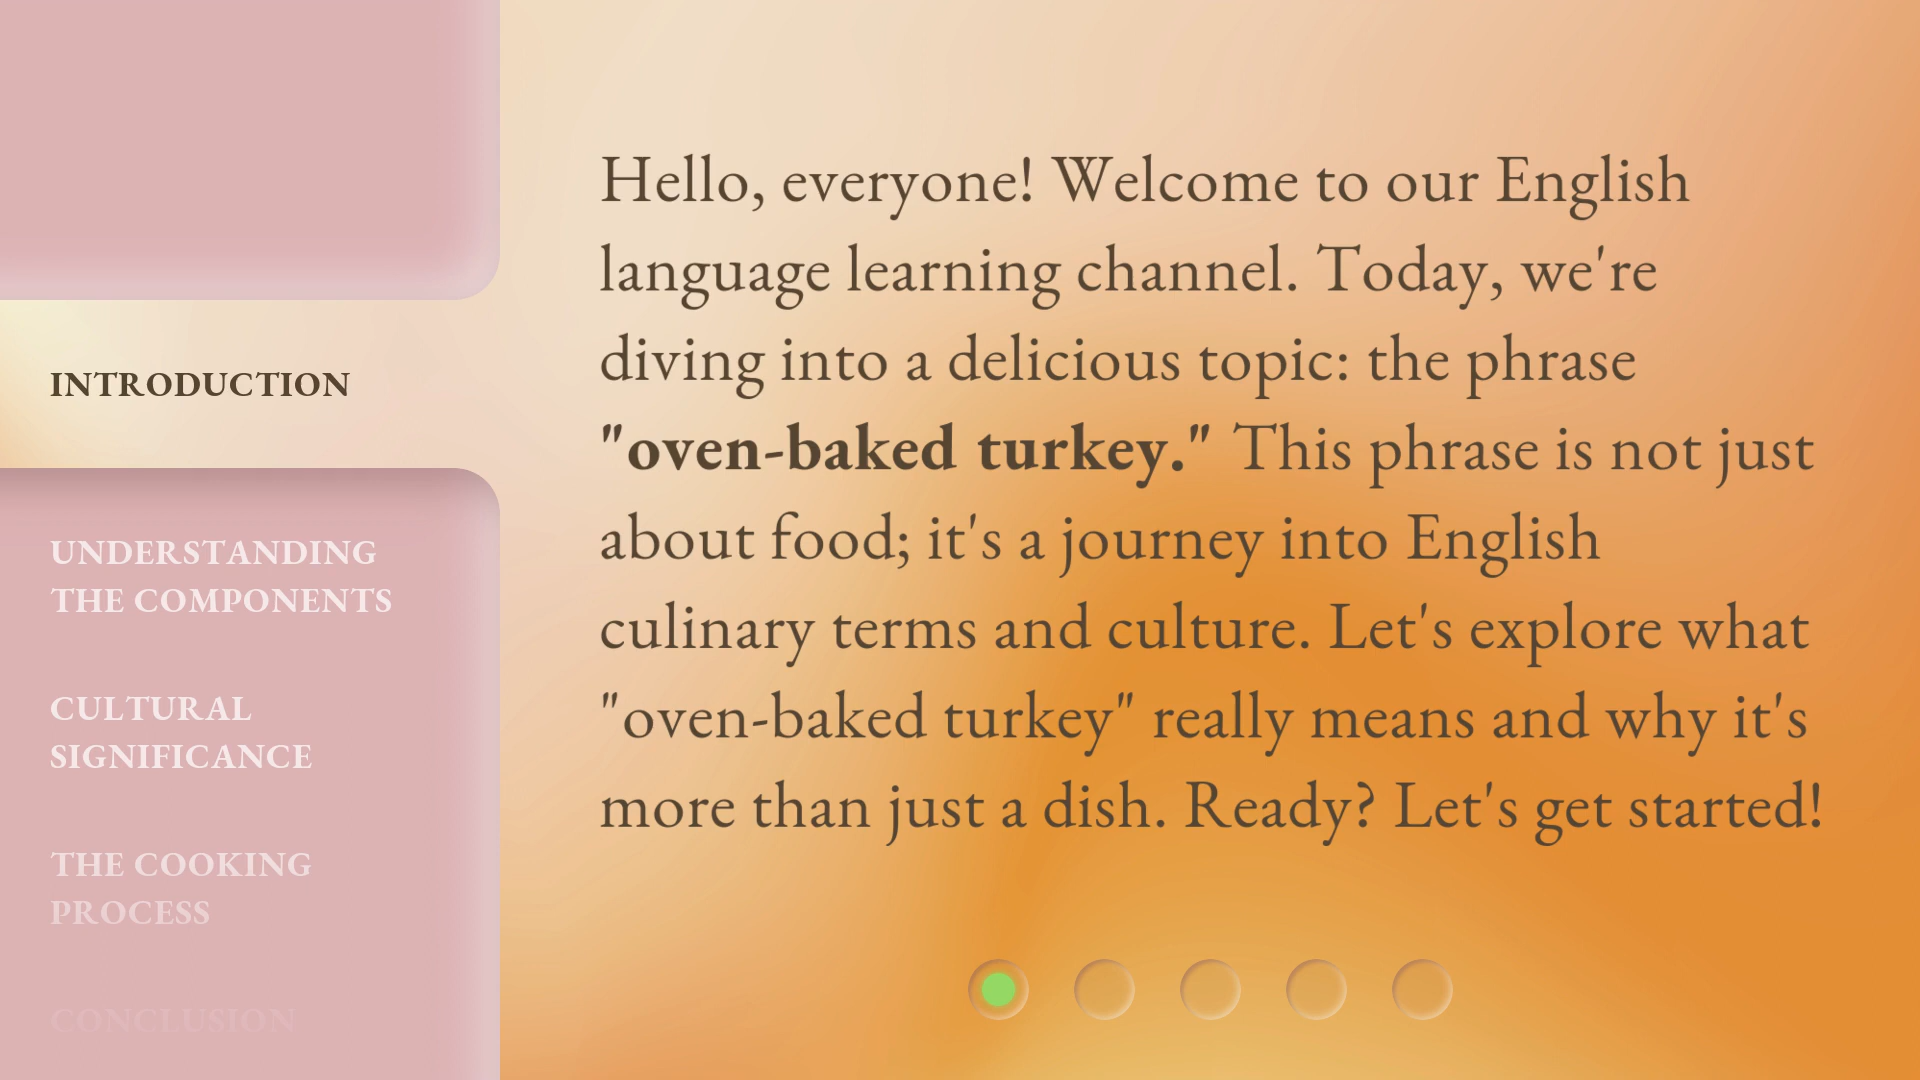 INTRODUCTION
UNDERSTANDING
THE COMPONENTS
CULTURAL
SIGNIFICANCE
THE COOKING
PROCESS
CONCLUSION
Hello, everyone! Welcome to our English
language learning channel. Today, we're
diving into a delicious topic: the phrase
"oven-baked turkey." This phrase is not just
about food; it's a journey into English
culinary terms and culture. Let's explore what
"oven-baked turkey" really means and why it's
more than just a dish. Ready? Let's get started!